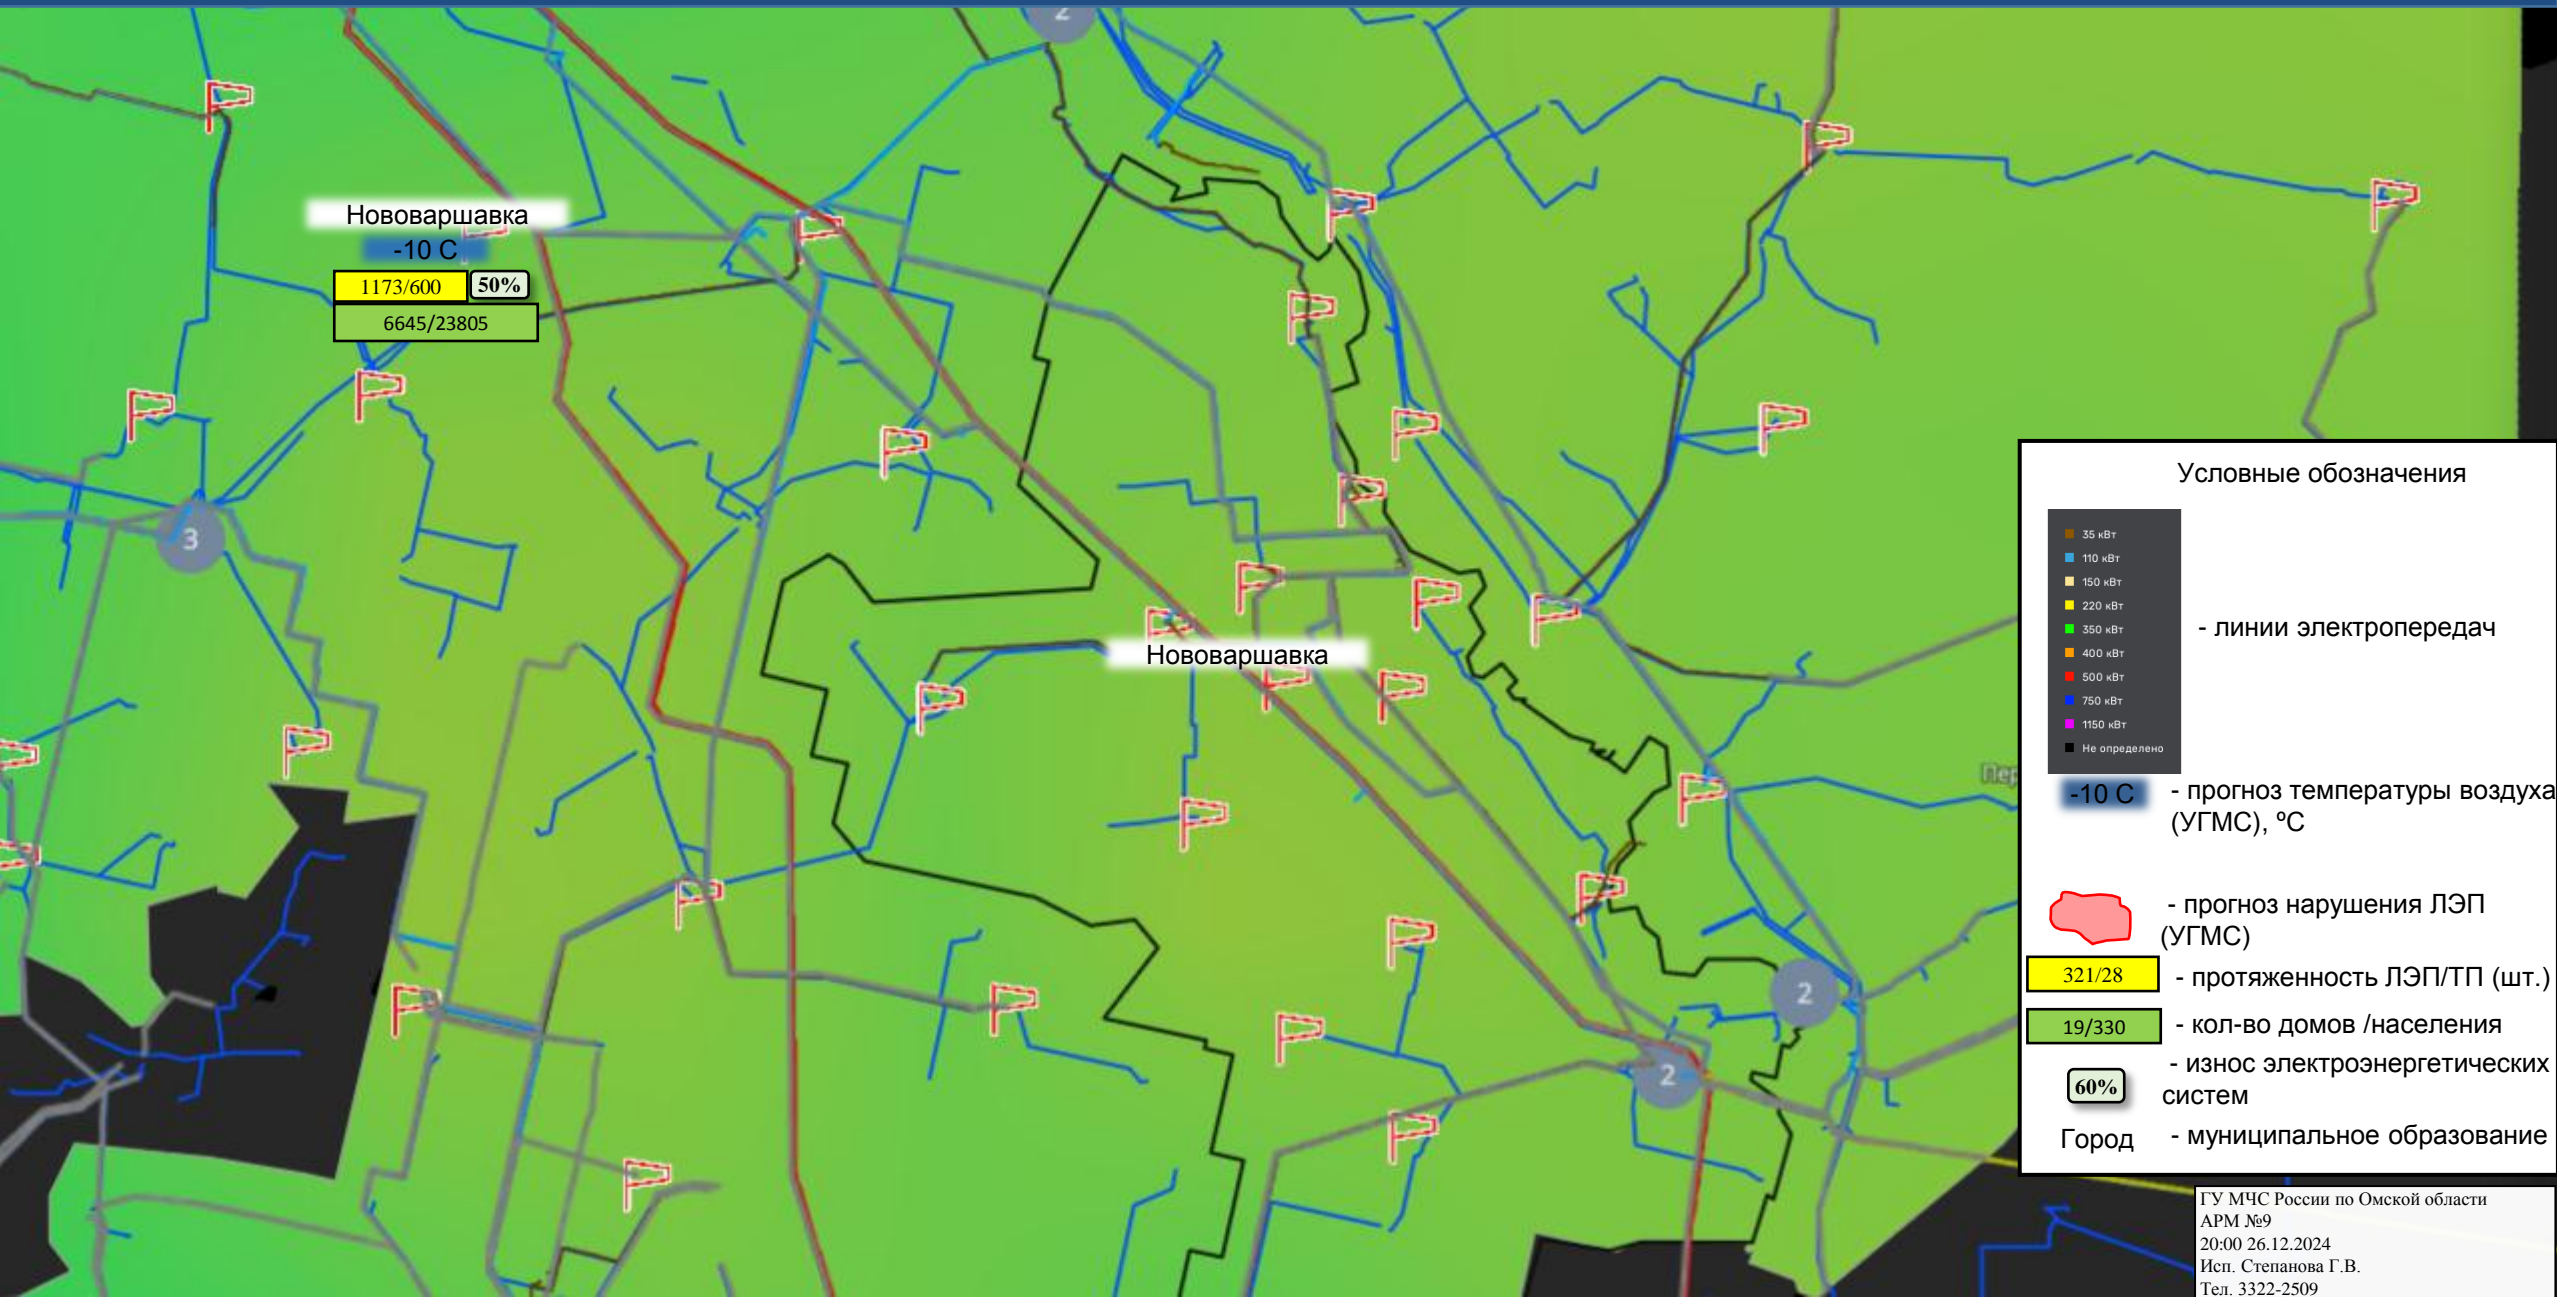 2
Нововаршавка
-10 С
1173/600
50%
6645/23805
3
Нововаршавка
Пер
2
2
Условные обозначения
35 кВт
110 кВт
150 кВт
220 кВт
350 кВт
400 кВт
500 кВт
750 кВт
1150 кВт
Не определено
- линии электропередач
-10 С
- прогноз температуры воздуха
(УГМС), ºС
- прогноз нарушения ЛЭП
(УГМС)
321/28
- протяженность ЛЭП/ТП (шт.)
19/330
- кол-во домов /населения
60%
- износ электроэнергетических
систем
Город
- муниципальное образование
ГУ МЧС России по Омской области
АРМ №9
20:00 26.12.2024
Исп. Степанова Г.В.
Тел. 3322-2509